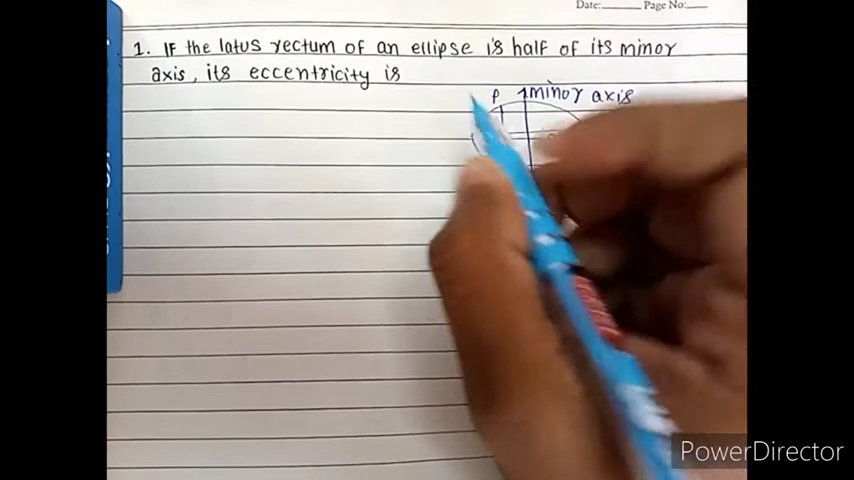 Date:______ Page No:___
1. IF the latus rectum of an ellipse is half of its minor
axis, its eccentricity is
P minor axis
PowerDirector